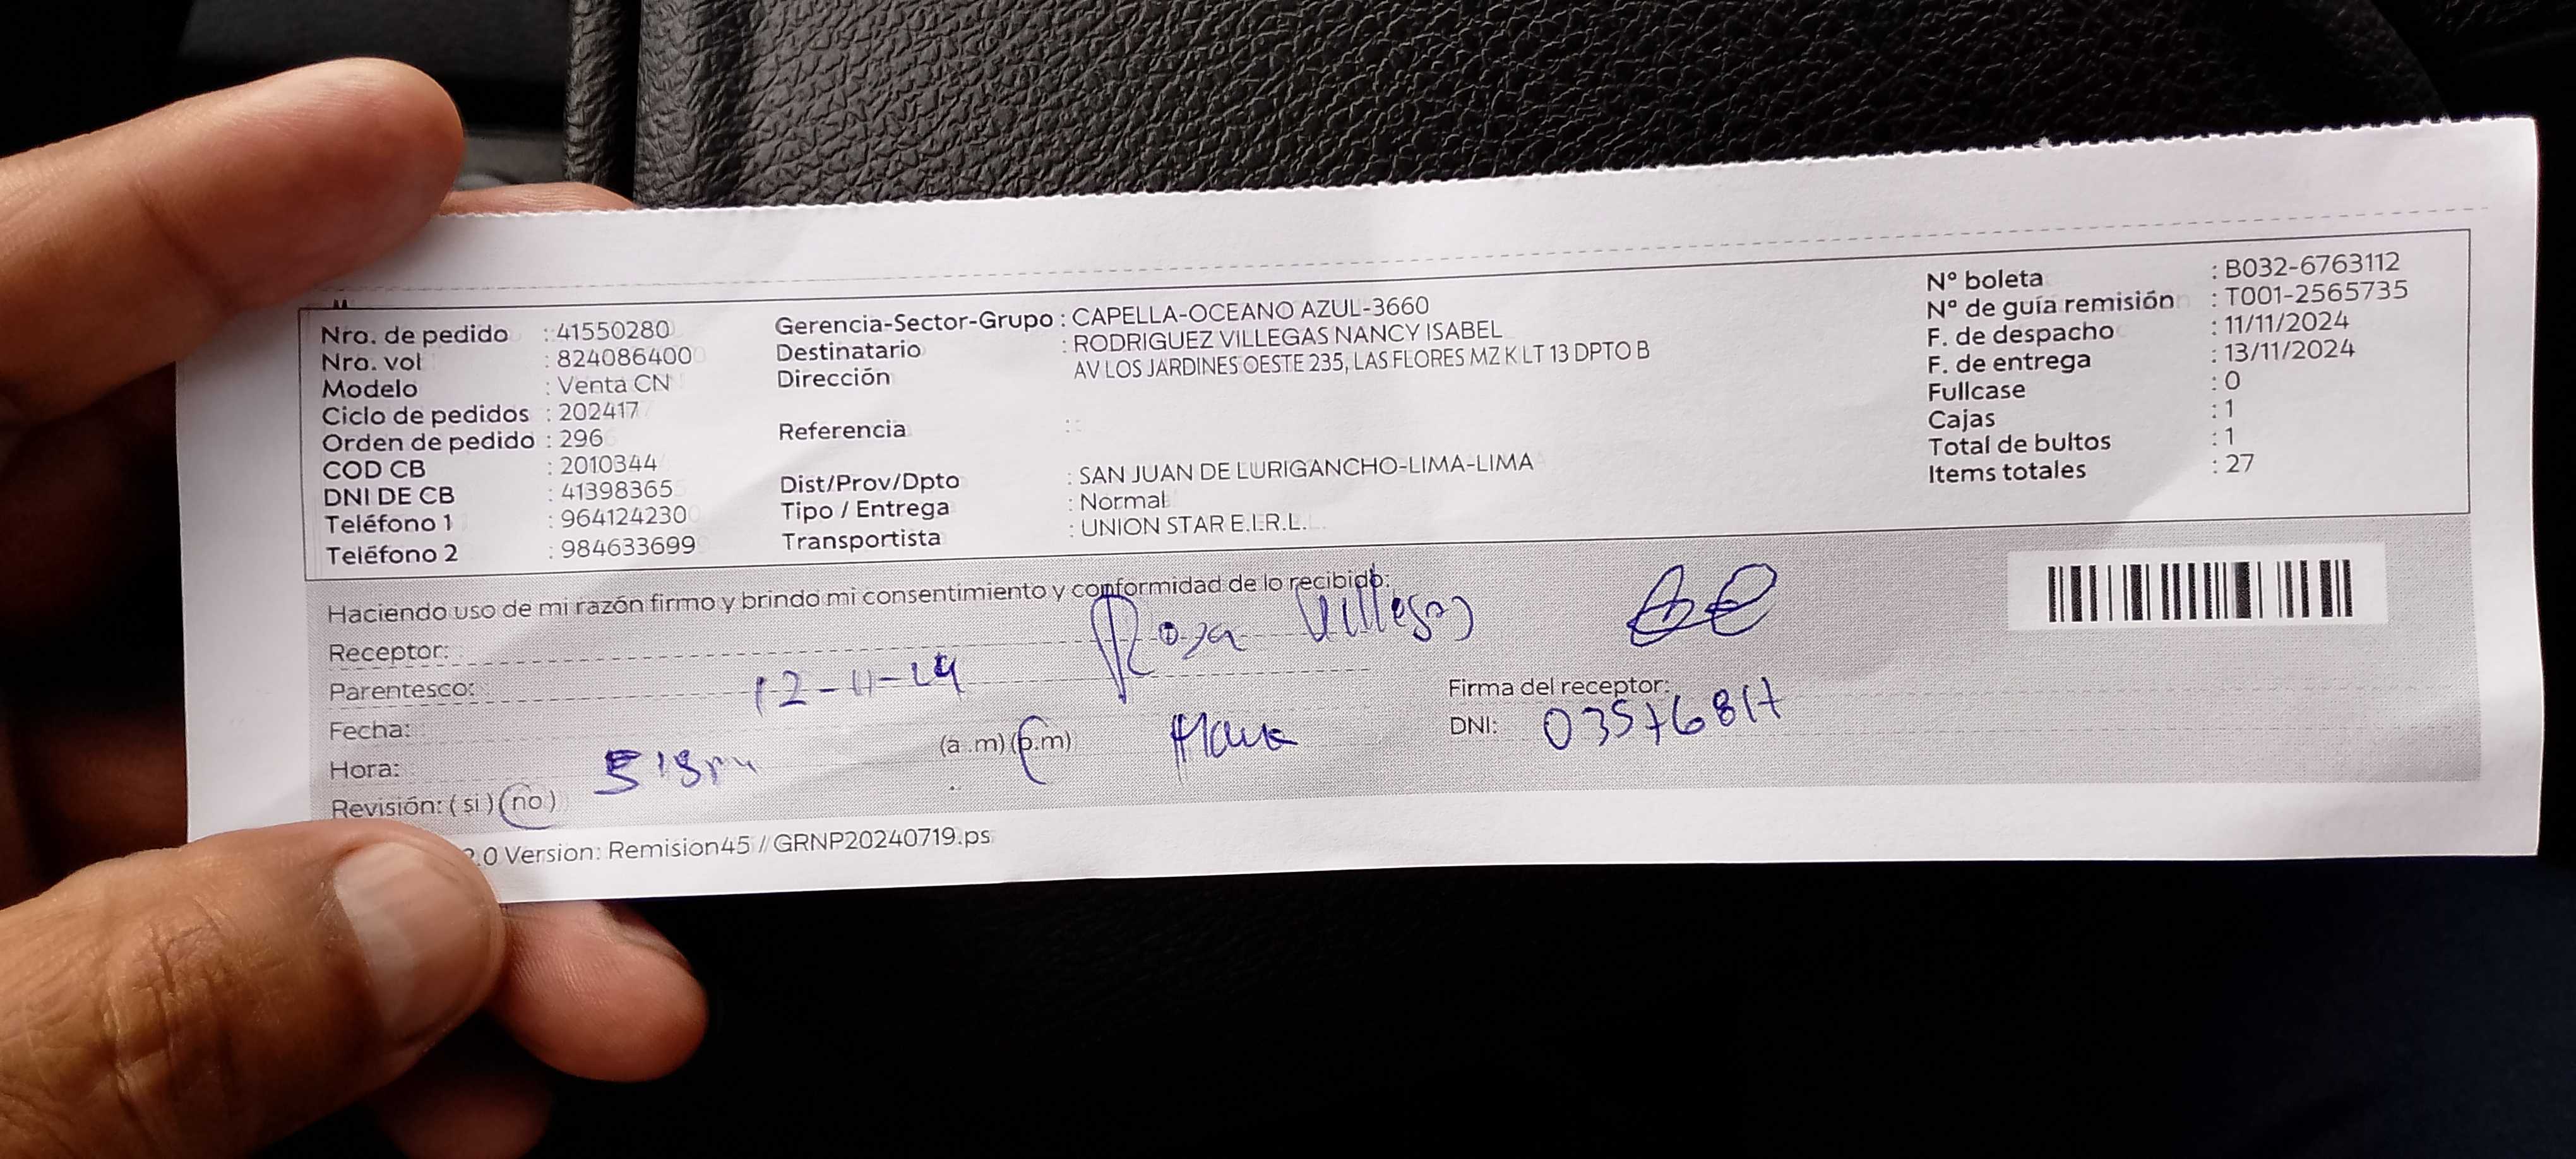 Nro. de pedido : 41550280
Nro. vol : 8240864000
Modelo : Venta CN
Ciclo de pedidos : 202417
Orden de pedido : 296
COD CB : 2010344
DNI DE CB : 41398365
Teléfono 1 : 964124230
Teléfono 2 : 984633699
Gerencia-Sector-Grupo : CAPELLA-OCEANO AZUL-3660
Destinatario : RODRIGUEZ VILLEGAS NANCY ISABEL
Dirección AV LOS JARDINES OESTE 235, LAS FLORES MZ K LT 13 DPTO B
Referencia :
Dist/Prov/Dpto : SAN JUAN DE LURIGANCHO-LIMA-LIMA
Tipo / Entrega : Normal
Transportista : UNION STAR E.I.R.L.
Nº boleta : B032-6763112
Nº de guía remisión : T001-2565735
F. de despacho : 11/11/2024
F. de entrega : 13/11/2024
Fullcase : 0
Cajas : 1
Total de bultos : 1
Items totales : 27
Haciendo uso de mi razón firmo y brindo mi consentimiento y conformidad de lo recibido:
Receptor: Rosa Villegas
Parentesco:
Fecha: 12-11-24
Hora: (a.m) (p.m)
Revisión: (si) (no)
Firma del receptor:
DNI: 03576817
2.0 Version: Remision45 // GRNP20240719.ps